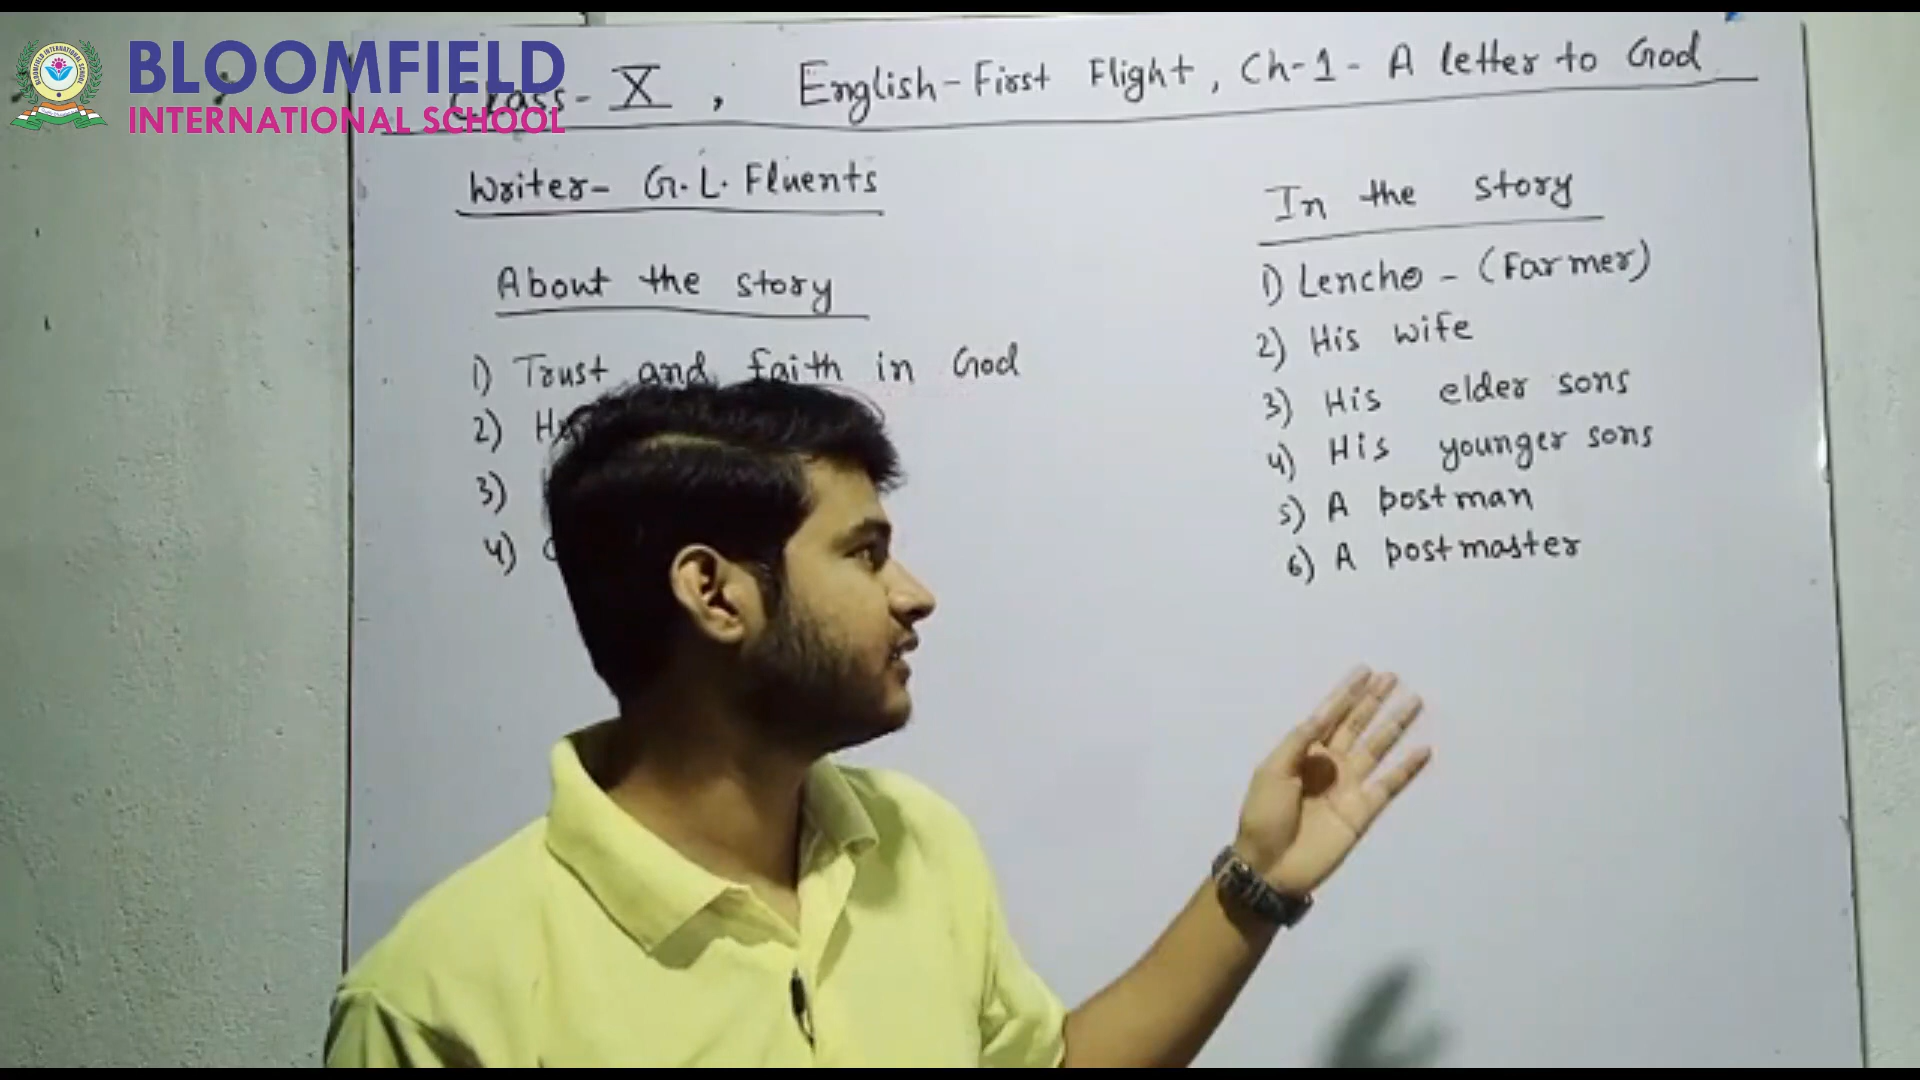 BLOOMFIELD
INTERNATIONAL SCHOOL
Class - X , English - First Flight , Ch-1 - A letter to God
Writer - G. L. Fluents
About the story
1) Trust and faith in God
2)
3)
4)
In the story
1) Lencho - (Farmer)
2) His wife
3) His elder sons
4) His younger sons
5) A postman
6) A postmaster